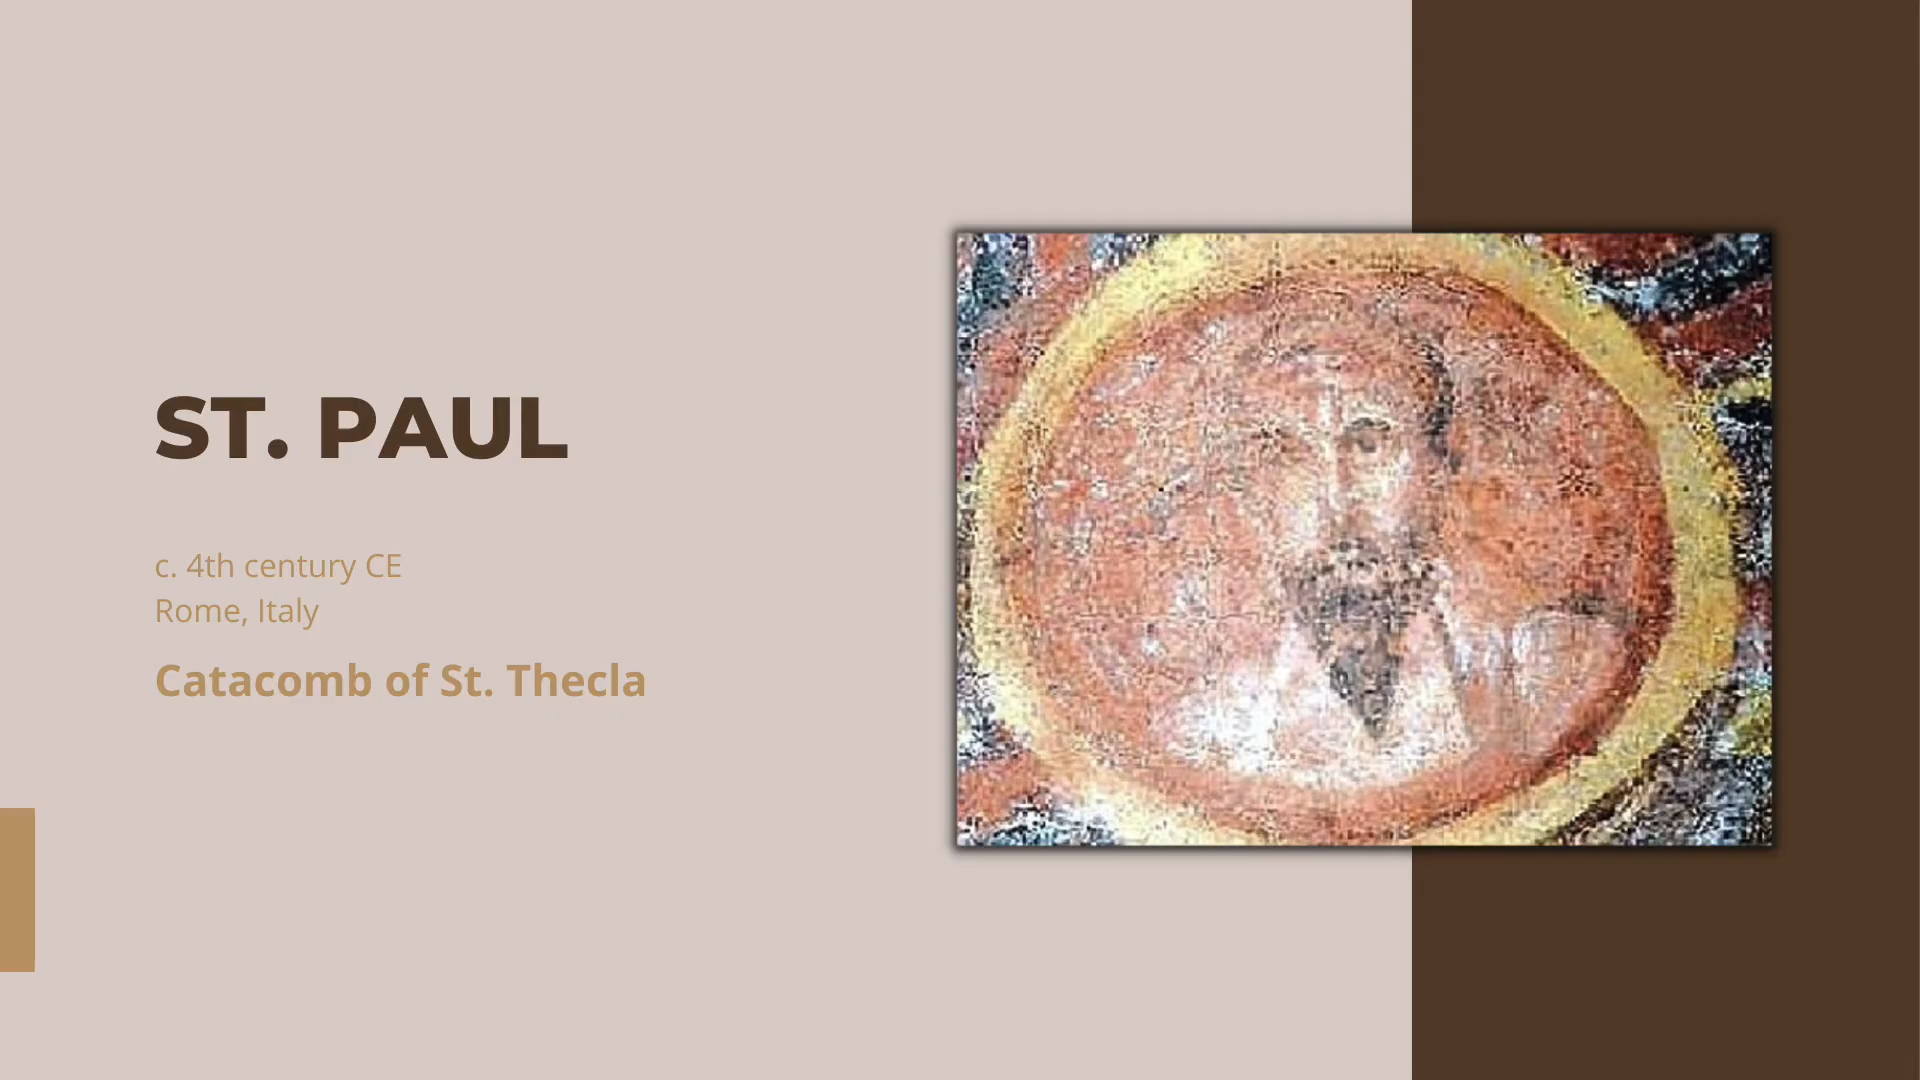 ST. PAUL
c. 4th century CE
Rome, Italy
Catacomb of St. Thecla